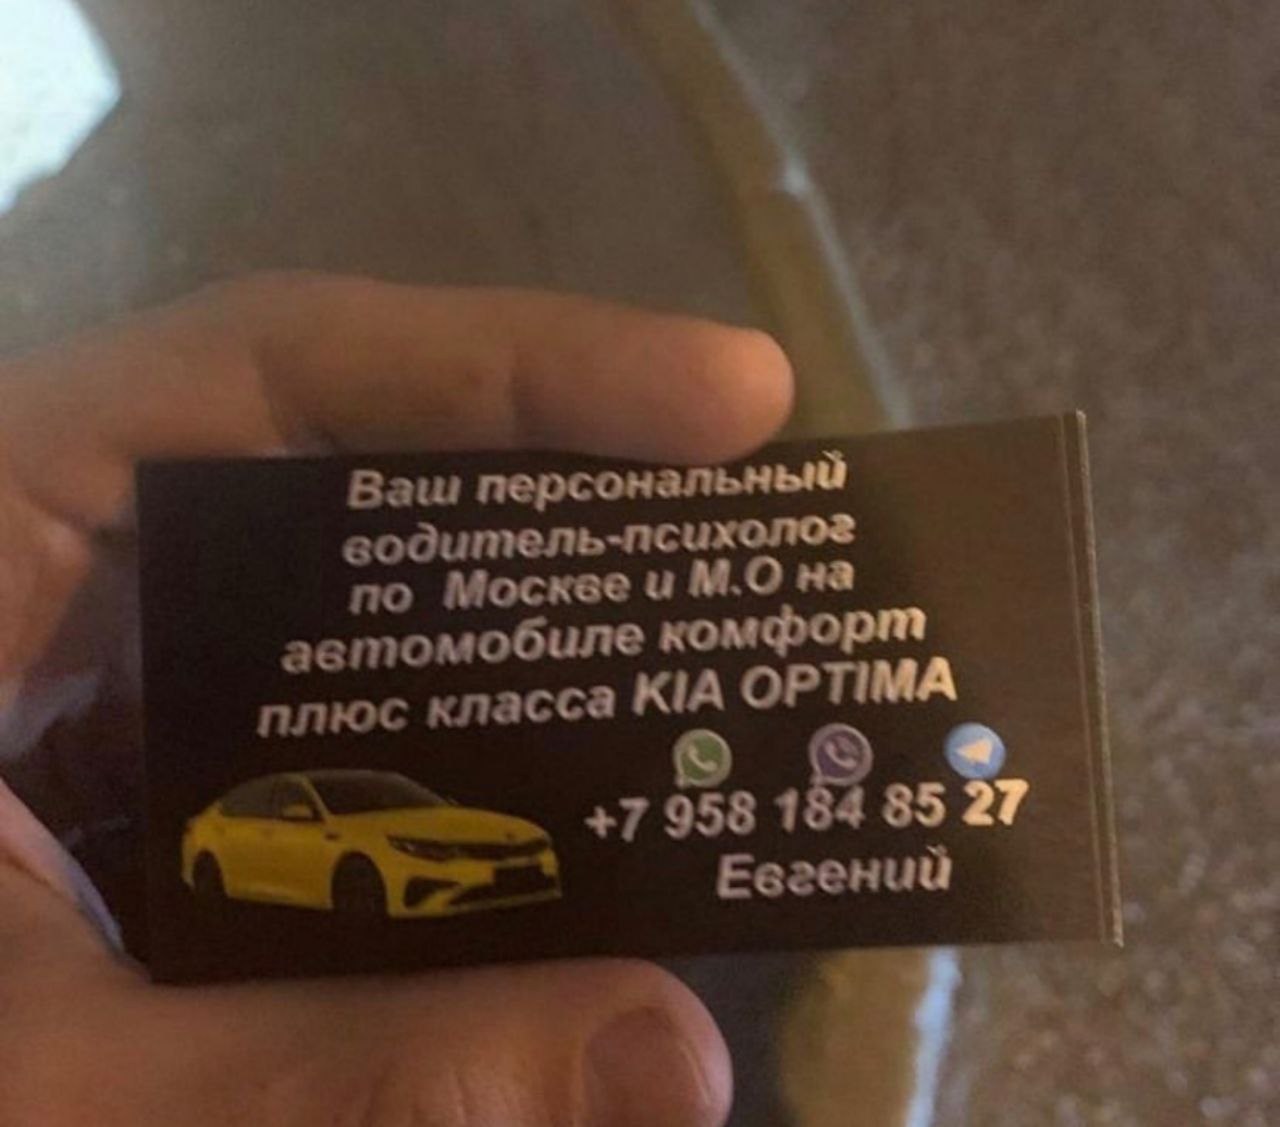 Ваш персональный
водитель-психолог
по Москве и М.О на
автомобиле комфорт
плюс класса KIA OPTIMA
+7 958 184 85 27
Евгений